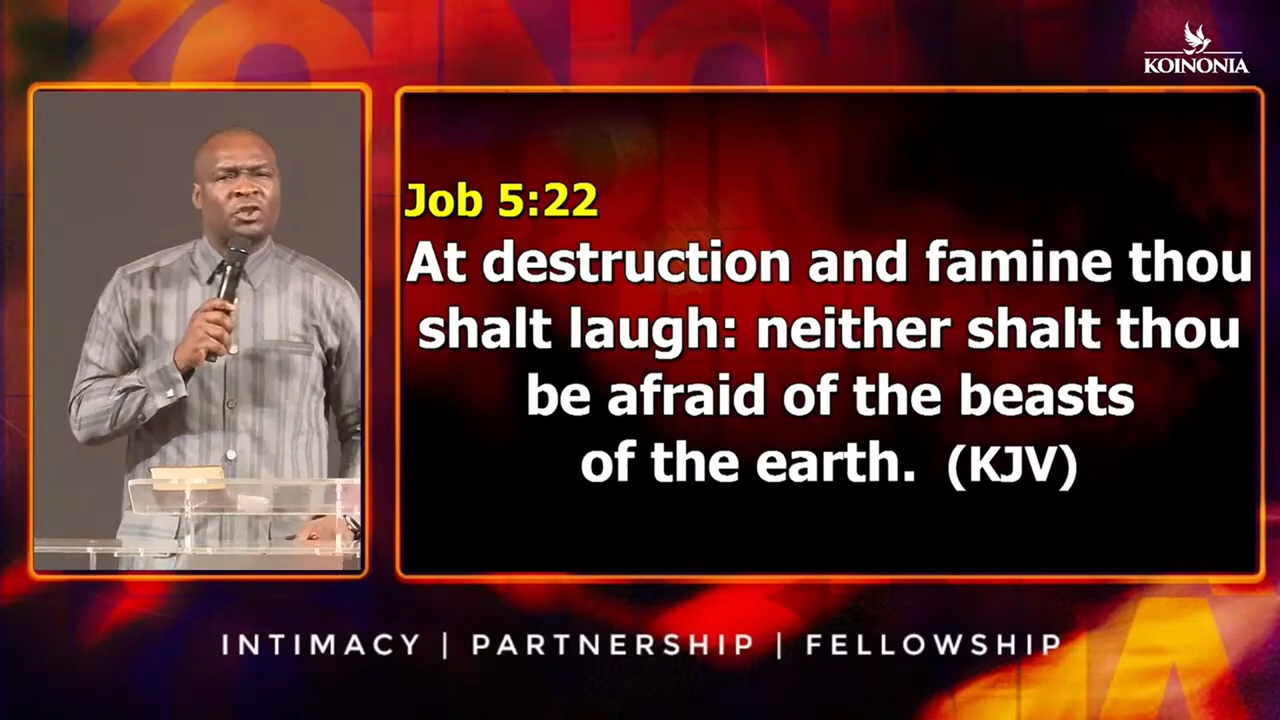 KOINONIA
Job 5:22
At destruction and famine thou
shalt laugh: neither shalt thou
be afraid of the beasts
of the earth. (KJV)
INTIMACY | PARTNERSHIP | FELLOWSHIP